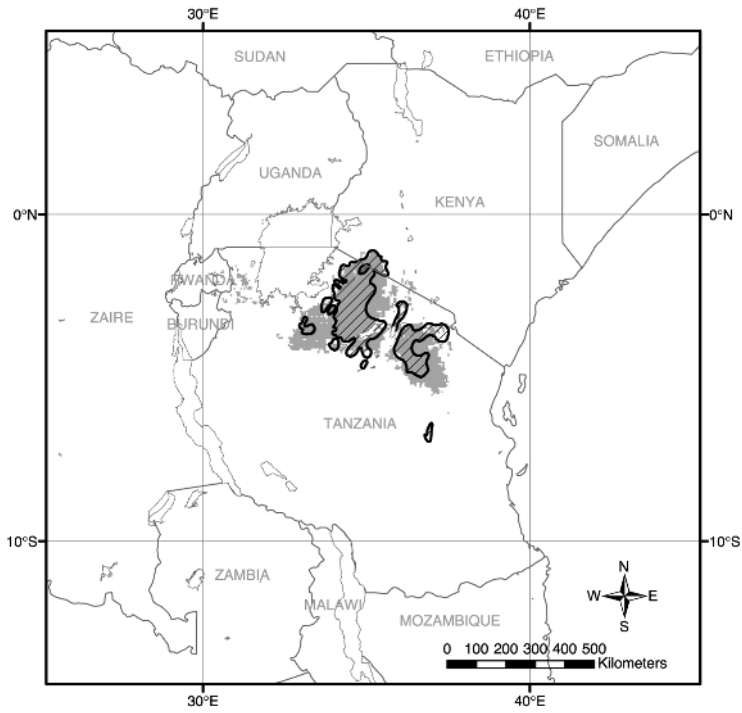 30°E 40°E
SUDAN ETHIOPIA
SOMALIA
UGANDA
KENYA
0°N 0°N
RWANDA
ZAIRE BURUNDI
TANZANIA
10°S 10°S
N
ZAMBIA
W E
MALAWI
MOZAMBIQUE
S
0 100 200 300 400 500
Kilometers
30°E 40°E